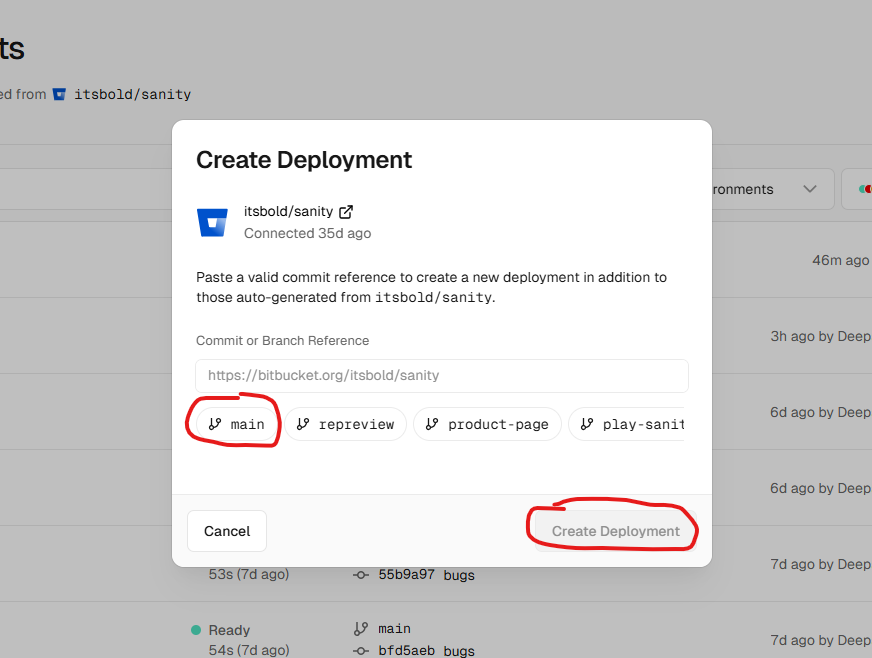 ts
ed from itsbold/sanity
Create Deployment
ronments
itsbold/sanity
Connected 35d ago
46m ago
Paste a valid commit reference to create a new deployment in addition to
those auto-generated from itsbold/sanity.
3h ago by Deep
Commit or Branch Reference
https://bitbucket.org/itsbold/sanity
6d ago by Deep
main repreview product-page play-sanit
6d ago by Deep
Cancel Create Deployment
7d ago by Deep
53s (7d ago) 55b9a97 bugs
Ready main
7d ago by Deep
54s (7d ago) bfd5aeb bugs